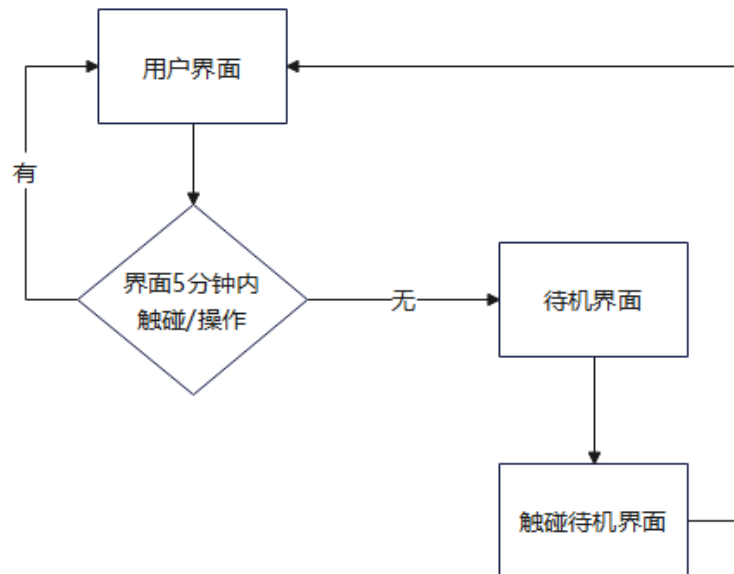 用户界面
有
界面5分钟内
触碰/操作
无
待机界面
触碰待机界面